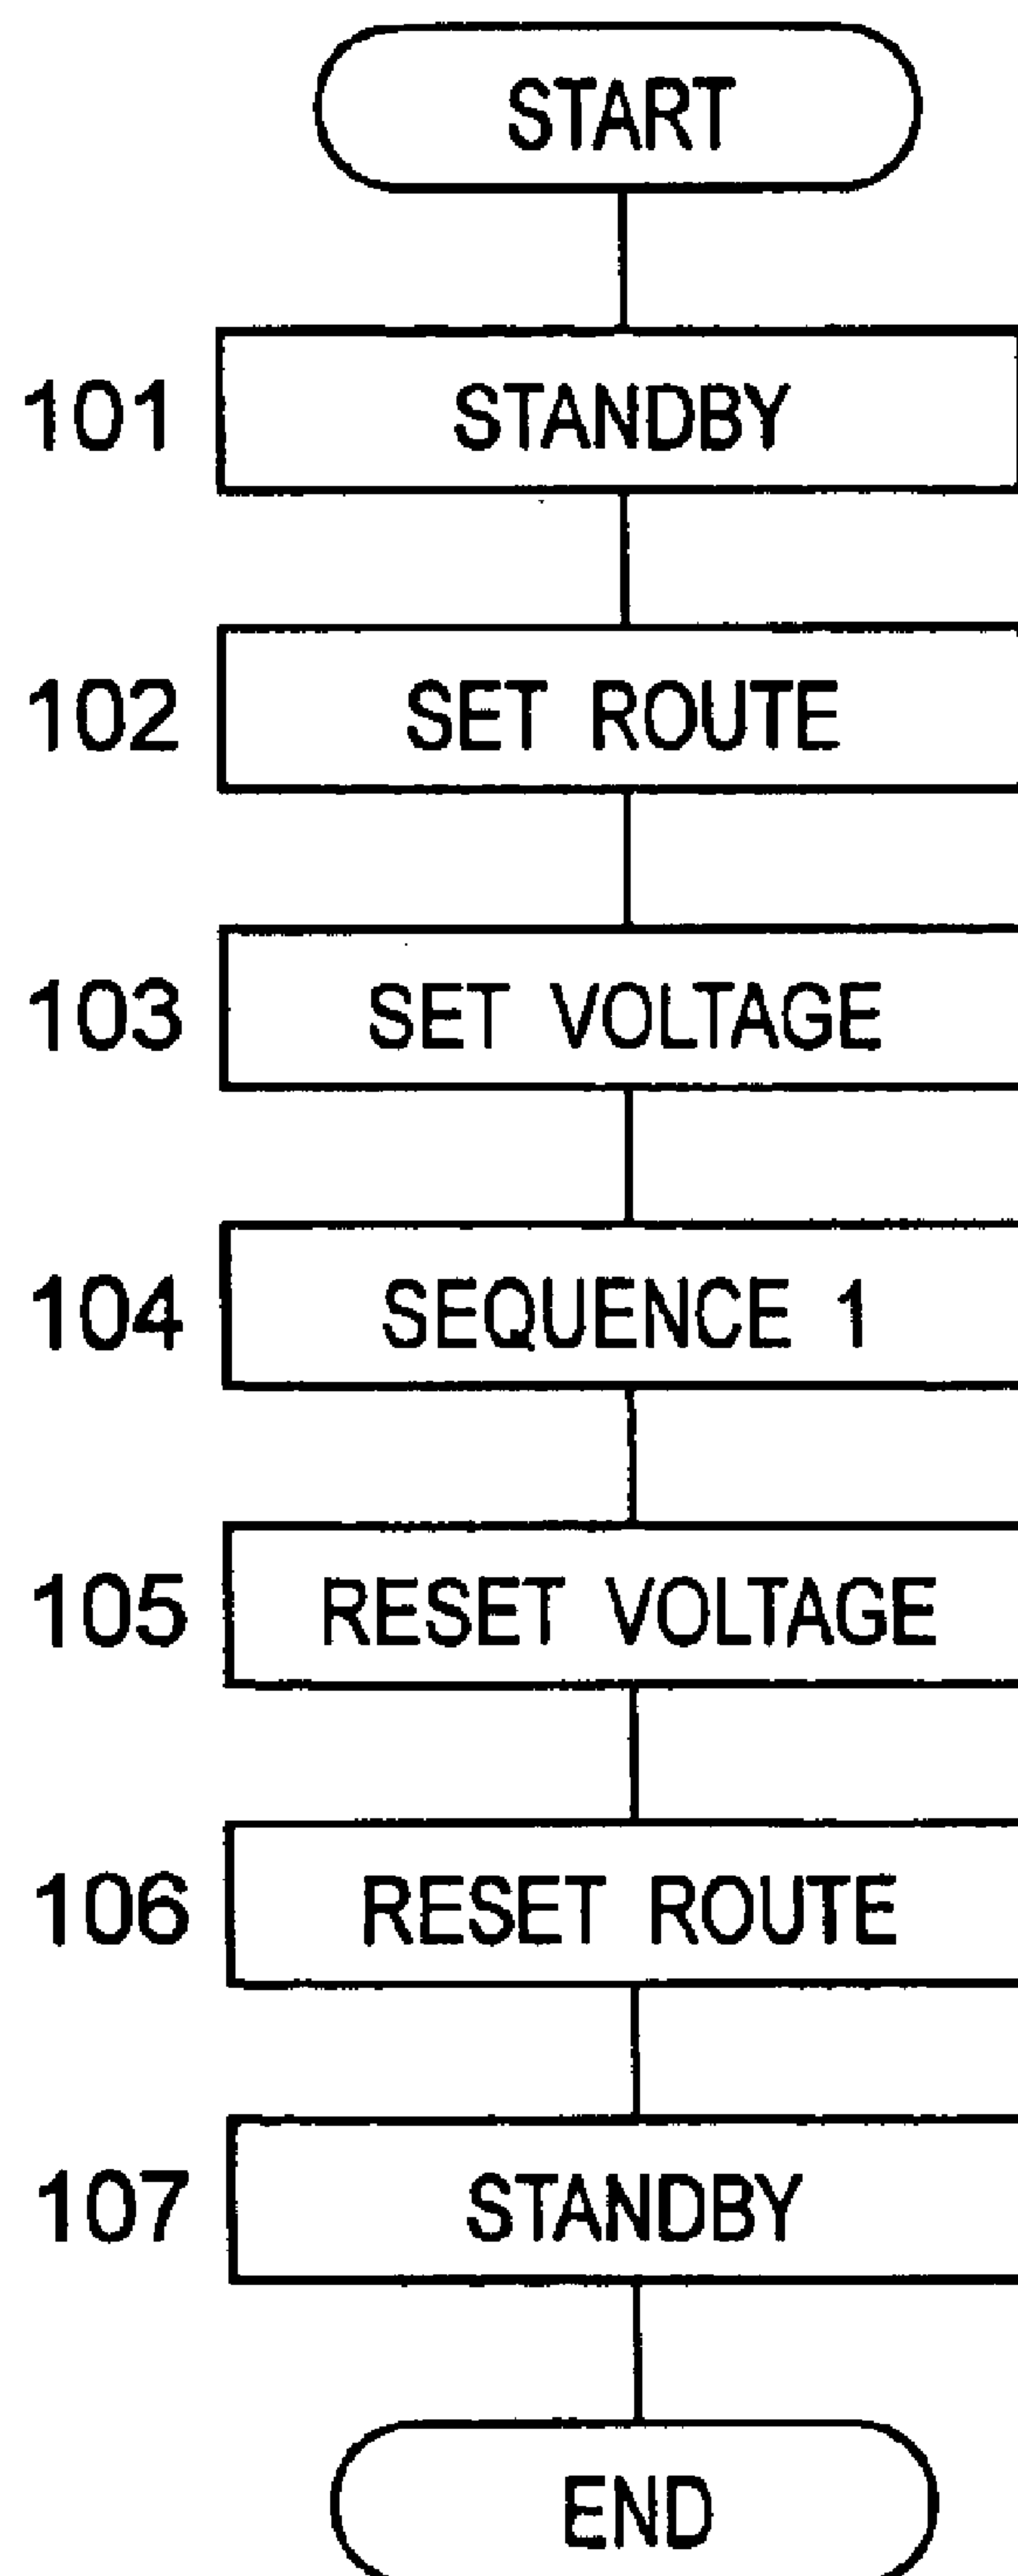 START
101 STANDBY
102 SET ROUTE
103 SET VOLTAGE
104 SEQUENCE 1
105 RESET VOLTAGE
106 RESET ROUTE
107 STANDBY
END